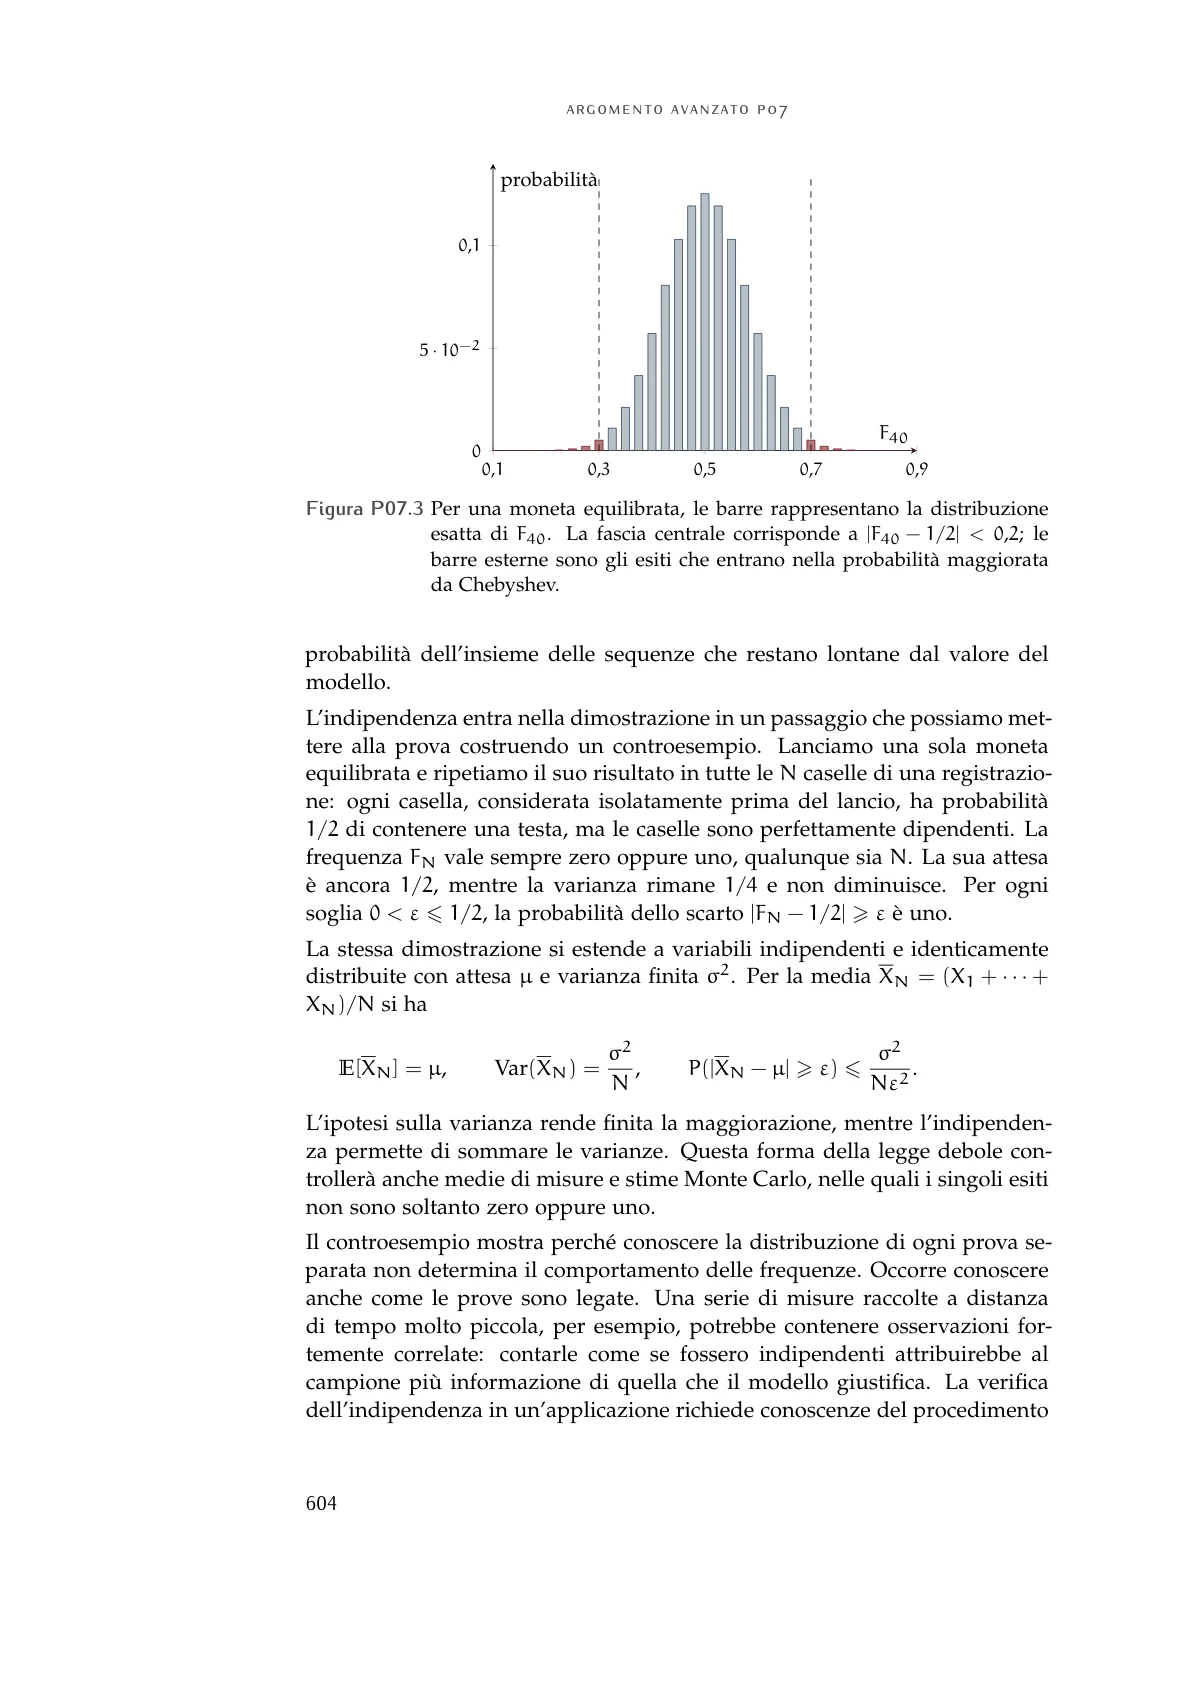 ARGOMENTO AVANZATO P07
probabilità
0,1
5 · 10⁻²
0
F₄₀
0,1 0,3 0,5 0,7 0,9
Figura P07.3 Per una moneta equilibrata, le barre rappresentano la distribuzione
esatta di F₄₀. La fascia centrale corrisponde a |F₄₀ − 1/2| < 0,2; le
barre esterne sono gli esiti che entrano nella probabilità maggiorata
da Chebyshev.
probabilità dell'insieme delle sequenze che restano lontane dal valore del
modello.
L'indipendenza entra nella dimostrazione in un passaggio che possiamo met-
tere alla prova costruendo un controesempio. Lanciamo una sola moneta
equilibrata e ripetiamo il suo risultato in tutte le N caselle di una registrazio-
ne: ogni casella, considerata isolatamente prima del lancio, ha probabilità
1/2 di contenere una testa, ma le caselle sono perfettamente dipendenti. La
frequenza F_N vale sempre zero oppure uno, qualunque sia N. La sua attesa
è ancora 1/2, mentre la varianza rimane 1/4 e non diminuisce. Per ogni
soglia 0 < ε ⩽ 1/2, la probabilità dello scarto |F_N − 1/2| ⩾ ε è uno.
La stessa dimostrazione si estende a variabili indipendenti e identicamente
distribuite con attesa μ e varianza finita σ². Per la media X̅_N = (X₁ + ··· +
X_N)/N si ha
𝔼[X̅_N] = μ, Var(X̅_N) = σ²/N, P(|X̅_N − μ| ⩾ ε) ⩽ σ²/(Nε²).
L'ipotesi sulla varianza rende finita la maggiorazione, mentre l'indipenden-
za permette di sommare le varianze. Questa forma della legge debole con-
trollerà anche medie di misure e stime Monte Carlo, nelle quali i singoli esiti
non sono soltanto zero oppure uno.
Il controesempio mostra perché conoscere la distribuzione di ogni prova se-
parata non determina il comportamento delle frequenze. Occorre conoscere
anche come le prove sono legate. Una serie di misure raccolte a distanza
di tempo molto piccola, per esempio, potrebbe contenere osservazioni for-
temente correlate: contarle come se fossero indipendenti attribuirebbe al
campione più informazione di quella che il modello giustifica. La verifica
dell'indipendenza in un'applicazione richiede conoscenze del procedimento
604